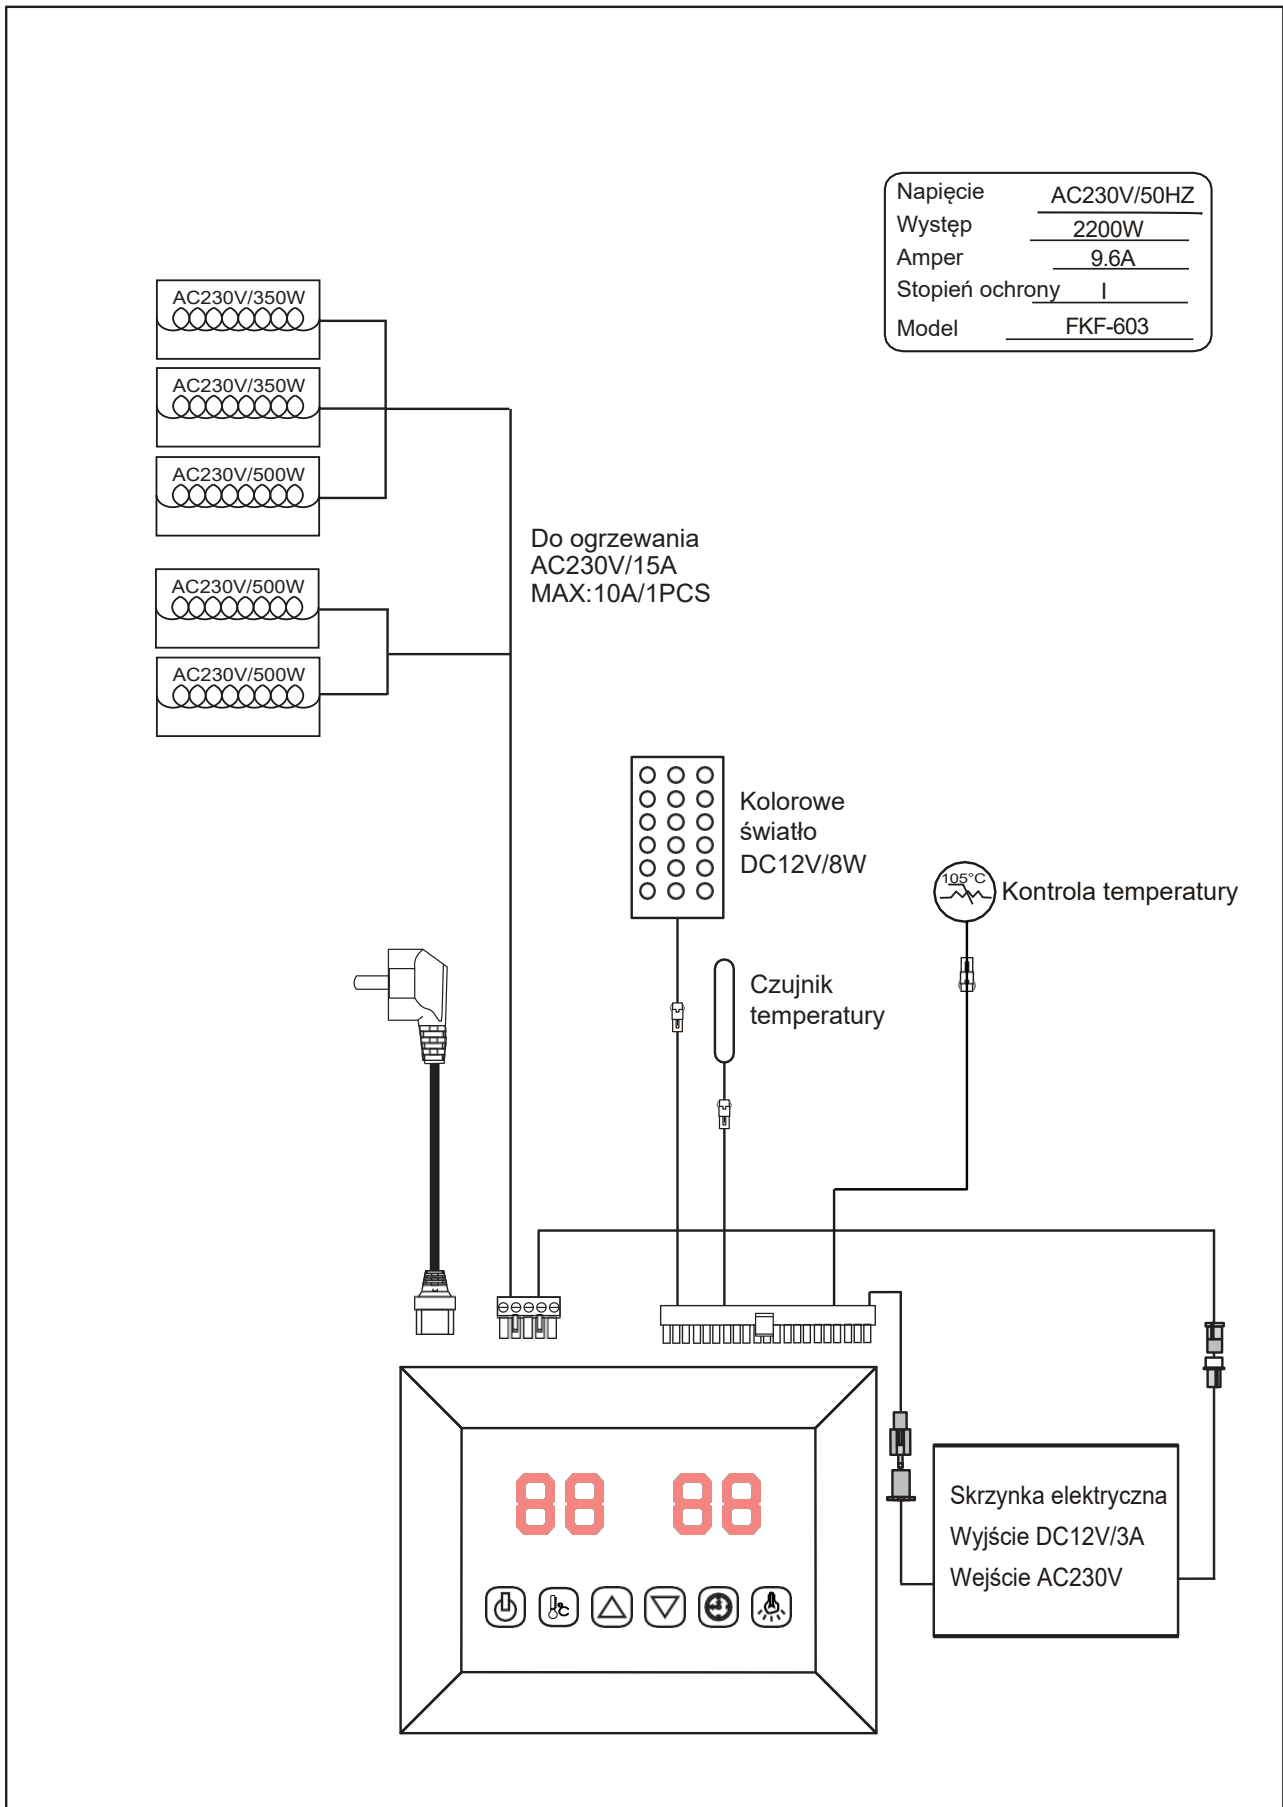 Napięcie AC230V/50HZ
Występ 2200W
Amper 9.6A
Stopień ochrony I
Model FKF-603
AC230V/350W
AC230V/350W
AC230V/500W
AC230V/500W
AC230V/500W
Do ogrzewania
AC230V/15A
MAX:10A/1PCS
Kolorowe
światło
DC12V/8W
105°C
Kontrola temperatury
Czujnik
temperatury
88 88
°C
Skrzynka elektryczna
Wyjście DC12V/3A
Wejście AC230V